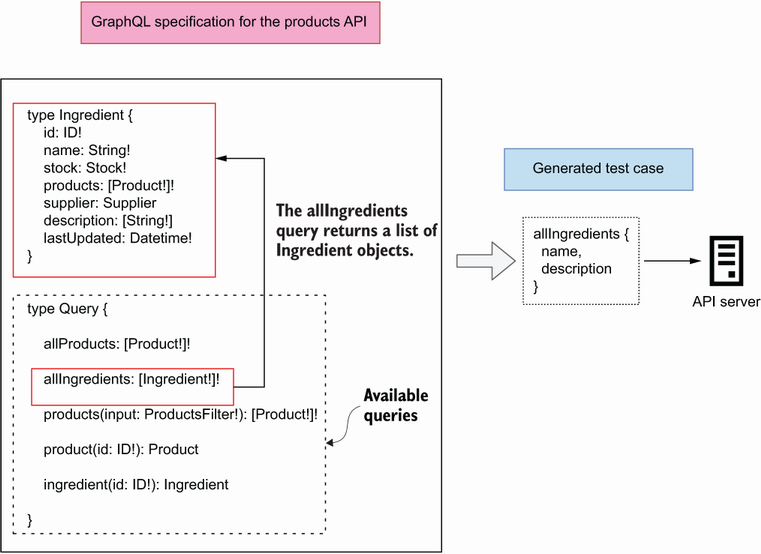 GraphQL specification for the products API
type Ingredient {
id: ID!
name: String!
stock: Stock!
products: [Product!]!
supplier: Supplier
description: [String!]
lastUpdated: Datetime!
}
The allIngredients
query returns a list of
Ingredient objects.
type Query {
allProducts: [Product!]!
allIngredients: [Ingredient!]!
products(input: ProductsFilter!): [Product!]!
product(id: ID!): Product
ingredient(id: ID!): Ingredient
}
Available
queries
Generated test case
allIngredients {
name,
description
}
API server